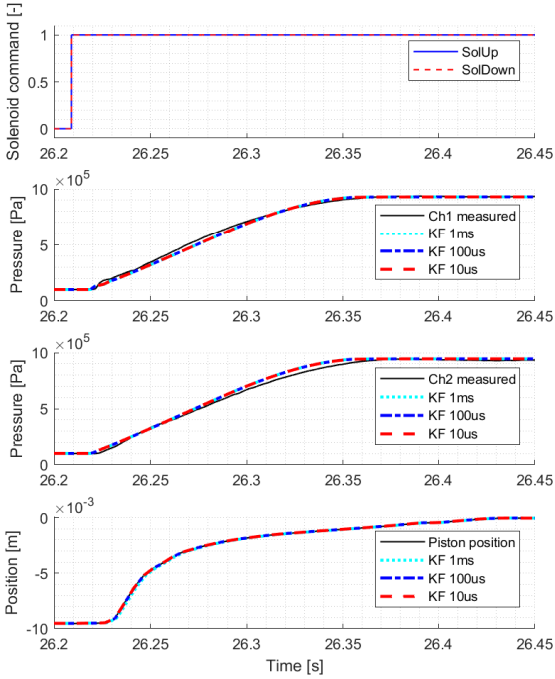 Solenoid command [-]
1
0.5
0
SolUp
SolDown
26.2 26.25 26.3 26.35 26.4 26.45
×10⁵
Pressure [Pa]
10
5
0
Ch1 measured
KF 1ms
KF 100us
KF 10us
26.2 26.25 26.3 26.35 26.4 26.45
×10⁵
Pressure [Pa]
10
5
0
Ch2 measured
KF 1ms
KF 100us
KF 10us
26.2 26.25 26.3 26.35 26.4 26.45
×10⁻³
Position [m]
0
-5
-10
Piston position
KF 1ms
KF 100us
KF 10us
26.2 26.25 26.3 26.35 26.4 26.45
Time [s]